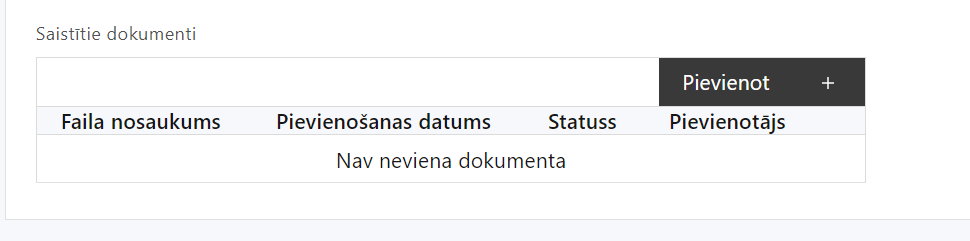 Saistītie dokumenti
Pievienot +
Faila nosaukums Pievienošanas datums Statuss Pievienotājs
Nav neviena dokumenta